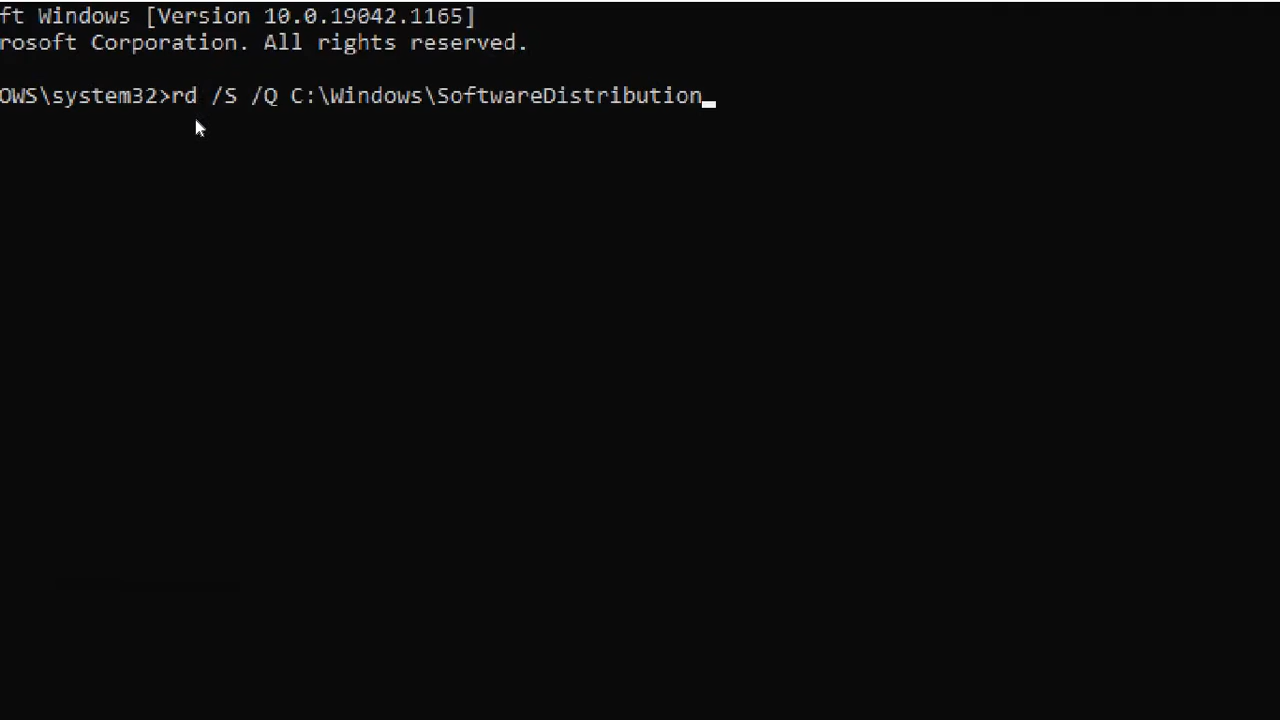 ft Windows [Version 10.0.19042.1165]
rosoft Corporation. All rights reserved.
OWS\system32>rd /S /Q C:\Windows\SoftwareDistribution